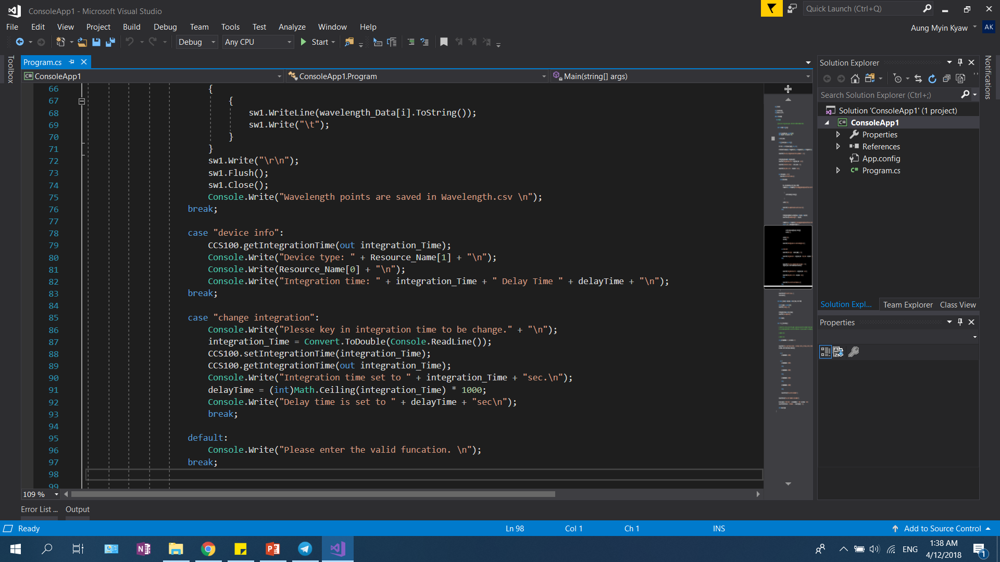 ConsoleApp1 - Microsoft Visual Studio
Quick Launch (Ctrl+Q)
File Edit View Project Build Debug Team Tools Test Analyze Window Help
Aung Myin Kyaw AK
Debug Any CPU Start
Toolbox
Program.cs
ConsoleApp1 ConsoleApp1.Program Main(string[] args)
66 {
67 {
68 sw1.WriteLine(wavelength_Data[i].ToString());
69 sw1.Write("\t");
70 }
71 }
72 sw1.Write("\r\n");
73 sw1.Flush();
74 sw1.Close();
75 Console.Write("Wavelength points are saved in Wavelength.csv \n");
76 break;
77
78 case "device info":
79 CCS100.getIntegrationTime(out integration_Time);
80 Console.Write("Device type: " + Resource_Name[1] + "\n");
81 Console.Write(Resource_Name[0] + "\n");
82 Console.Write("Integration time: " + integration_Time + " Delay Time " + delayTime + "\n");
83 break;
84
85 case "change integration":
86 Console.Write("Plesse key in integration time to be change." + "\n");
87 integration_Time = Convert.ToDouble(Console.ReadLine());
88 CCS100.setIntegrationTime(integration_Time);
89 CCS100.getIntegrationTime(out integration_Time);
90 Console.Write("Integration time set to " + integration_Time + "sec.\n");
91 delayTime = (int)Math.Ceiling(integration_Time) * 1000;
92 Console.Write("Delay time is set to " + delayTime + "sec\n");
93 break;
94
95 default:
96 Console.Write("Please enter the valid funcation. \n");
97 break;
98
99
109 %
Error List ... Output
Solution Explorer
Search Solution Explorer (Ctrl+;)
Solution 'ConsoleApp1' (1 project)
C# ConsoleApp1
Properties
References
App.config
C# Program.cs
Solution Expl... Team Explorer Class View
Properties
Notifications
Ready Ln 98 Col 1 Ch 1 INS Add to Source Control
ENG 1:38 AM
4/12/2018
1